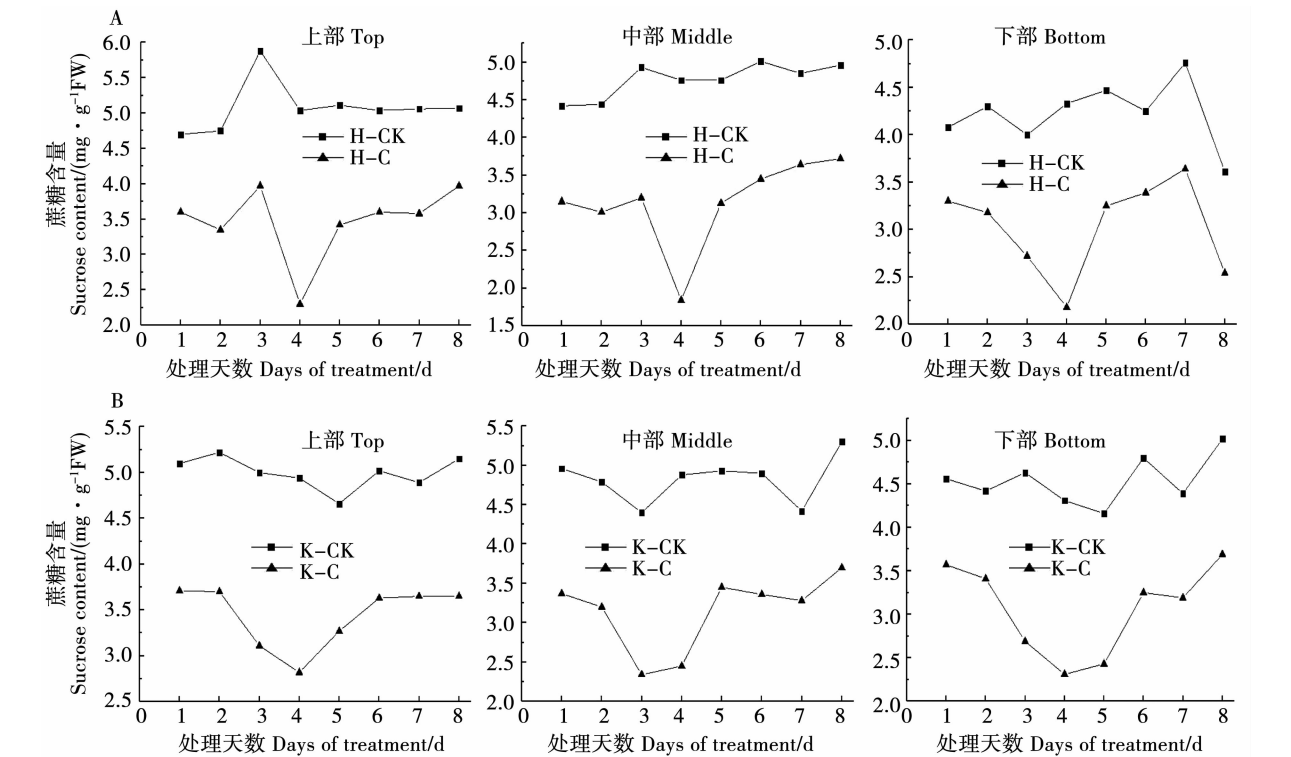 A
上部 Top
6.0
5.5
5.0
4.5
4.0
3.5
3.0
2.5
2.0
H-CK
H-C
0 1 2 3 4 5 6 7 8
处理天数 Days of treatment/d
蔗糖含量
Sucrose content/(mg·g⁻¹FW)
中部 Middle
5.0
4.5
4.0
3.5
3.0
2.5
2.0
1.5
H-CK
H-C
0 1 2 3 4 5 6 7 8
处理天数 Days of treatment/d
下部 Bottom
5.0
4.5
4.0
3.5
3.0
2.5
2.0
H-CK
H-C
0 1 2 3 4 5 6 7 8
处理天数 Days of treatment/d
B
上部 Top
5.5
5.0
4.5
4.0
3.5
3.0
2.5
K-CK
K-C
0 1 2 3 4 5 6 7 8
处理天数 Days of treatment/d
蔗糖含量
Sucrose content/(mg·g⁻¹FW)
中部 Middle
5.5
5.0
4.5
4.0
3.5
3.0
2.5
2.0
K-CK
K-C
0 1 2 3 4 5 6 7 8
处理天数 Days of treatment/d
下部 Bottom
5.0
4.5
4.0
3.5
3.0
2.5
2.0
K-CK
K-C
0 1 2 3 4 5 6 7 8
处理天数 Days of treatment/d